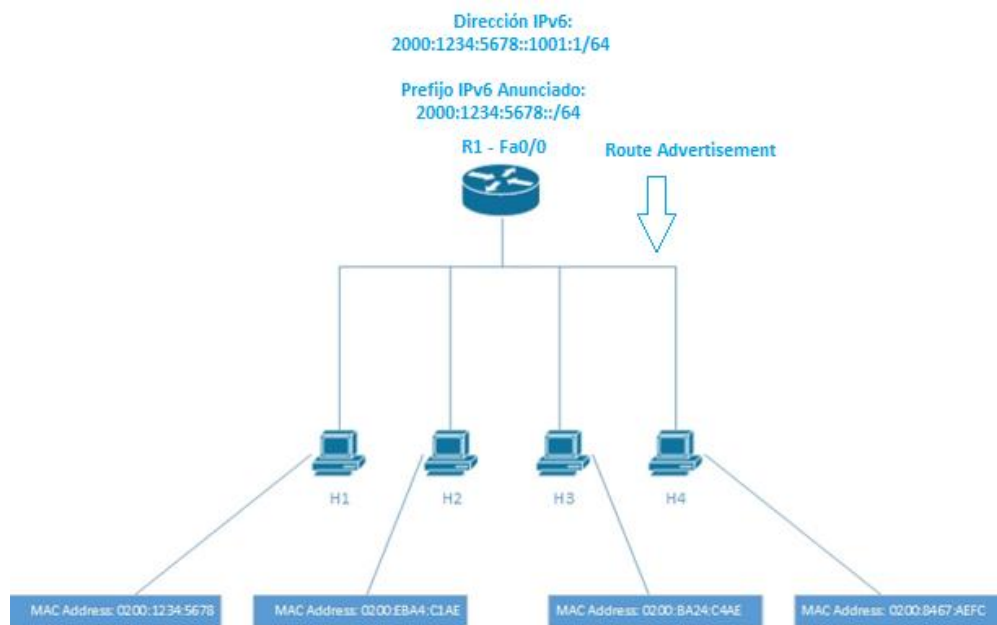 Dirección IPv6:
2000:1234:5678::1001:1/64
Prefijo IPv6 Anunciado:
2000:1234:5678::/64
R1 - Fa0/0
Route Advertisement
H1
H2
H3
H4
MAC Address: 0200:1234:5678
MAC Address: 0200:EBA4:C1AE
MAC Address: 0200:BA24:C4AE
MAC Address: 0200:8467:AEFC